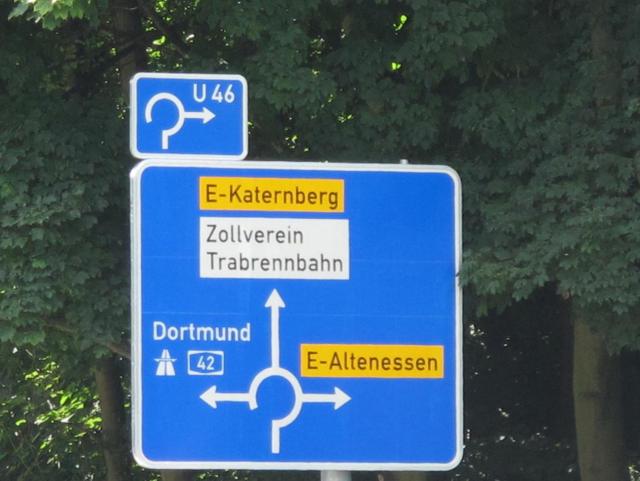 U 46
E-Katernberg
Zollverein
Trabrennbahn
Dortmund
42
E-Altenessen